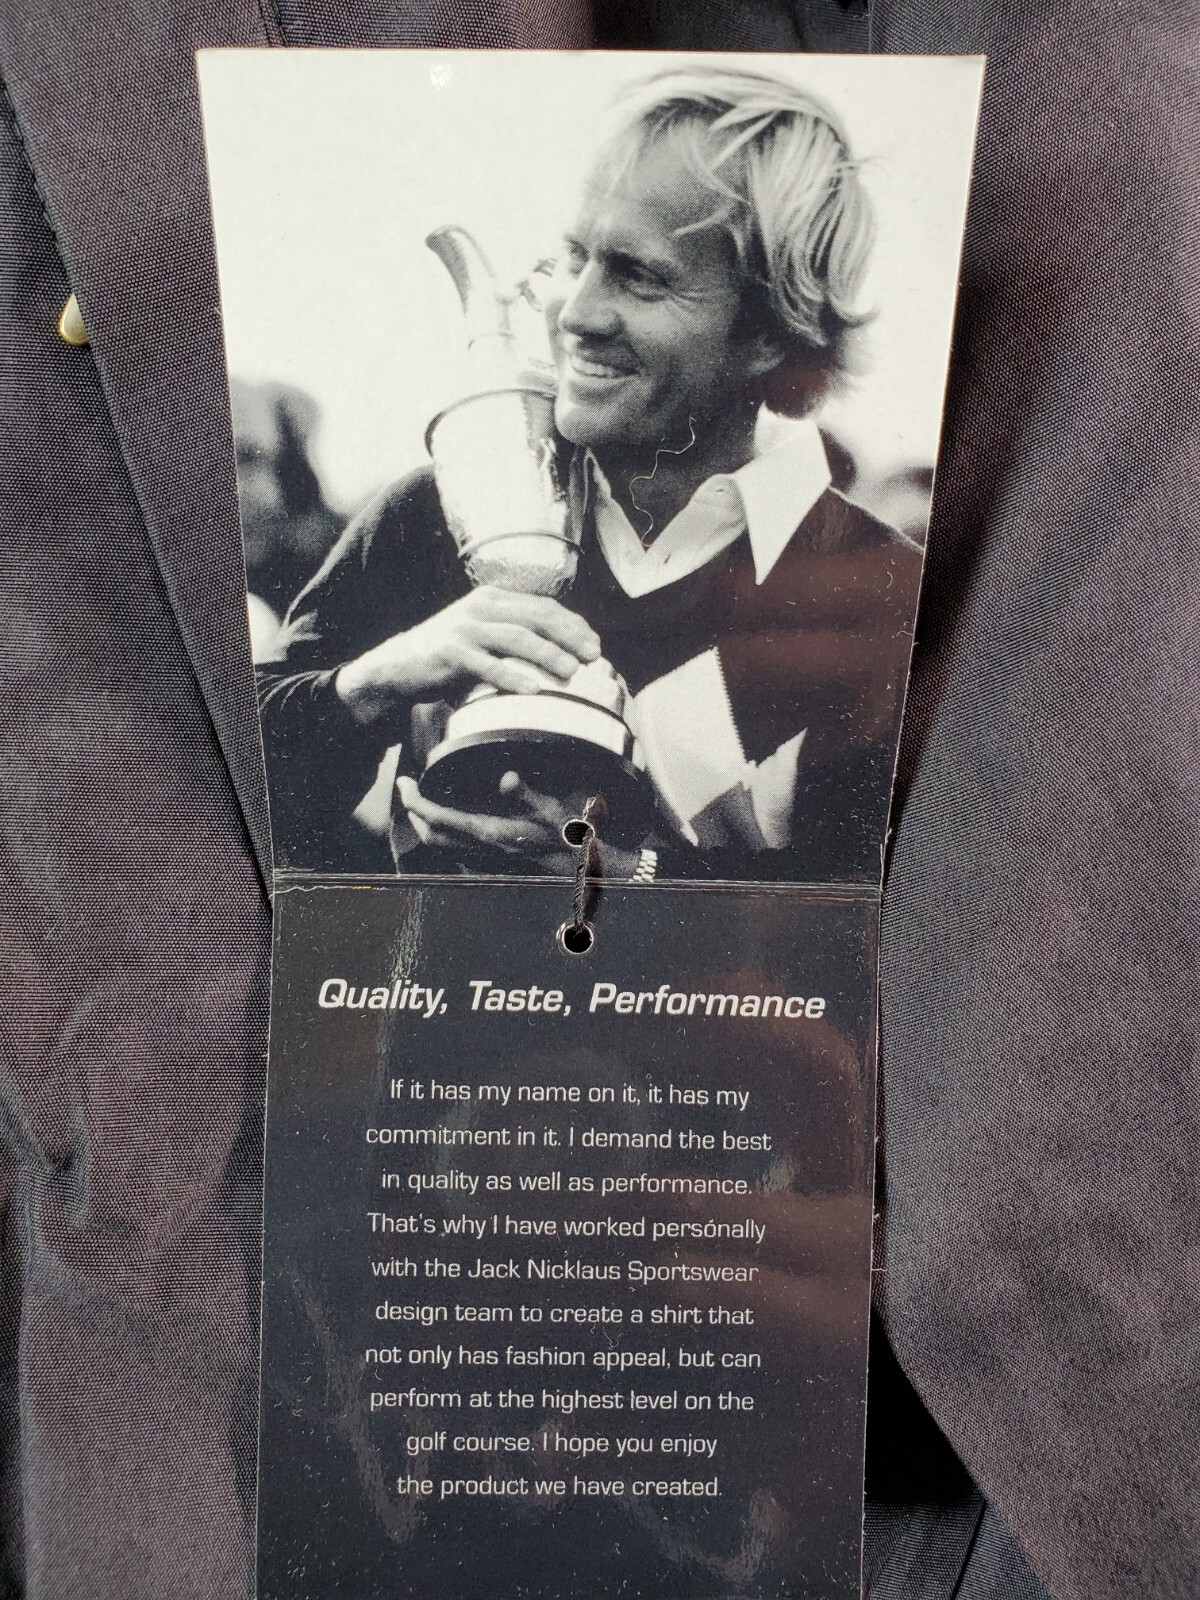 Quality, Taste, Performance
If it has my name on it, it has my
commitment in it. I demand the best
in quality as well as performance.
That's why I have worked personally
with the Jack Nicklaus Sportswear
design team to create a shirt that
not only has fashion appeal, but can
perform at the highest level on the
golf course. I hope you enjoy
the product we have created.